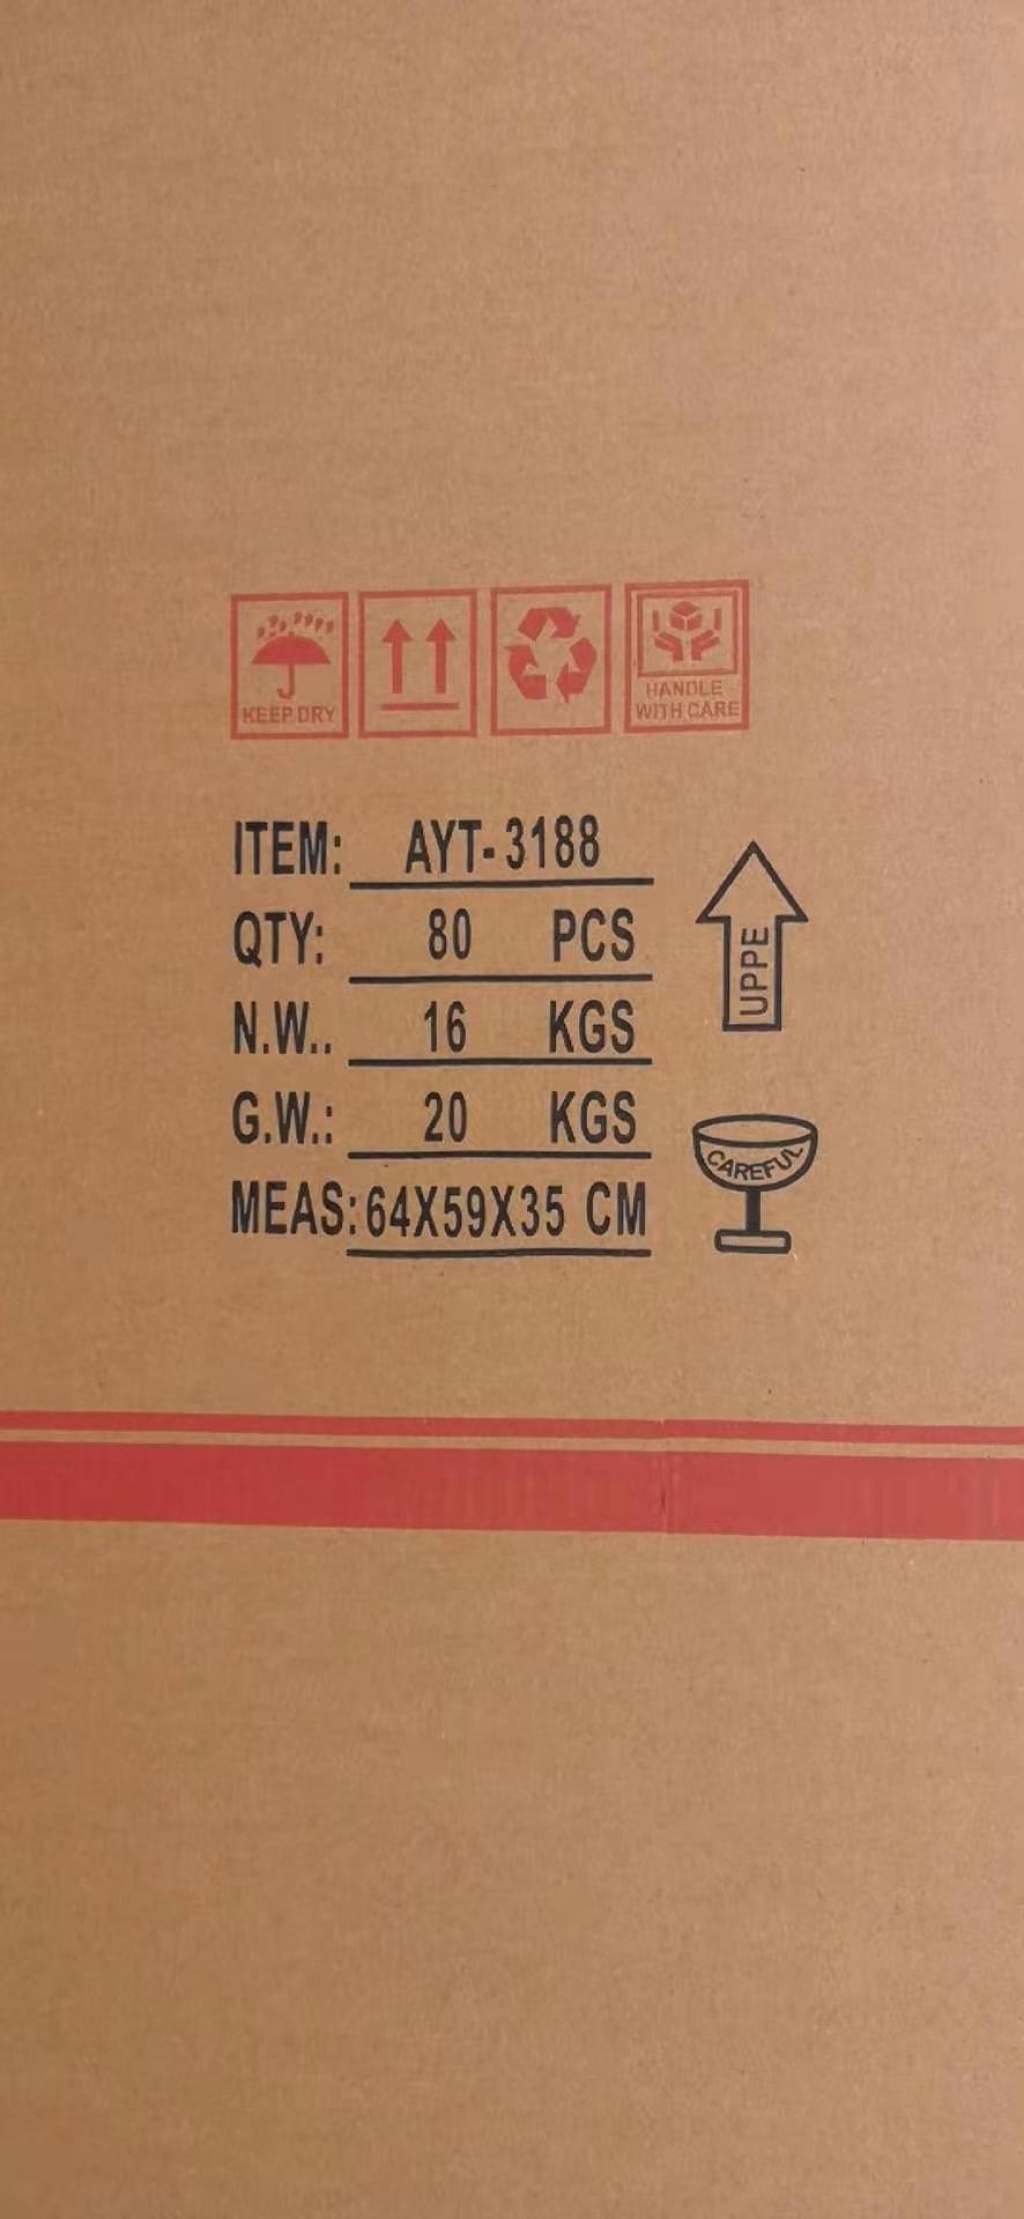 KEEP DRY
HANDLE
WITH CARE
ITEM: AYT-3188
QTY: 80 PCS
N.W.. 16 KGS
G.W.: 20 KGS
MEAS: 64X59X35 CM
UPPE
CAREFUL